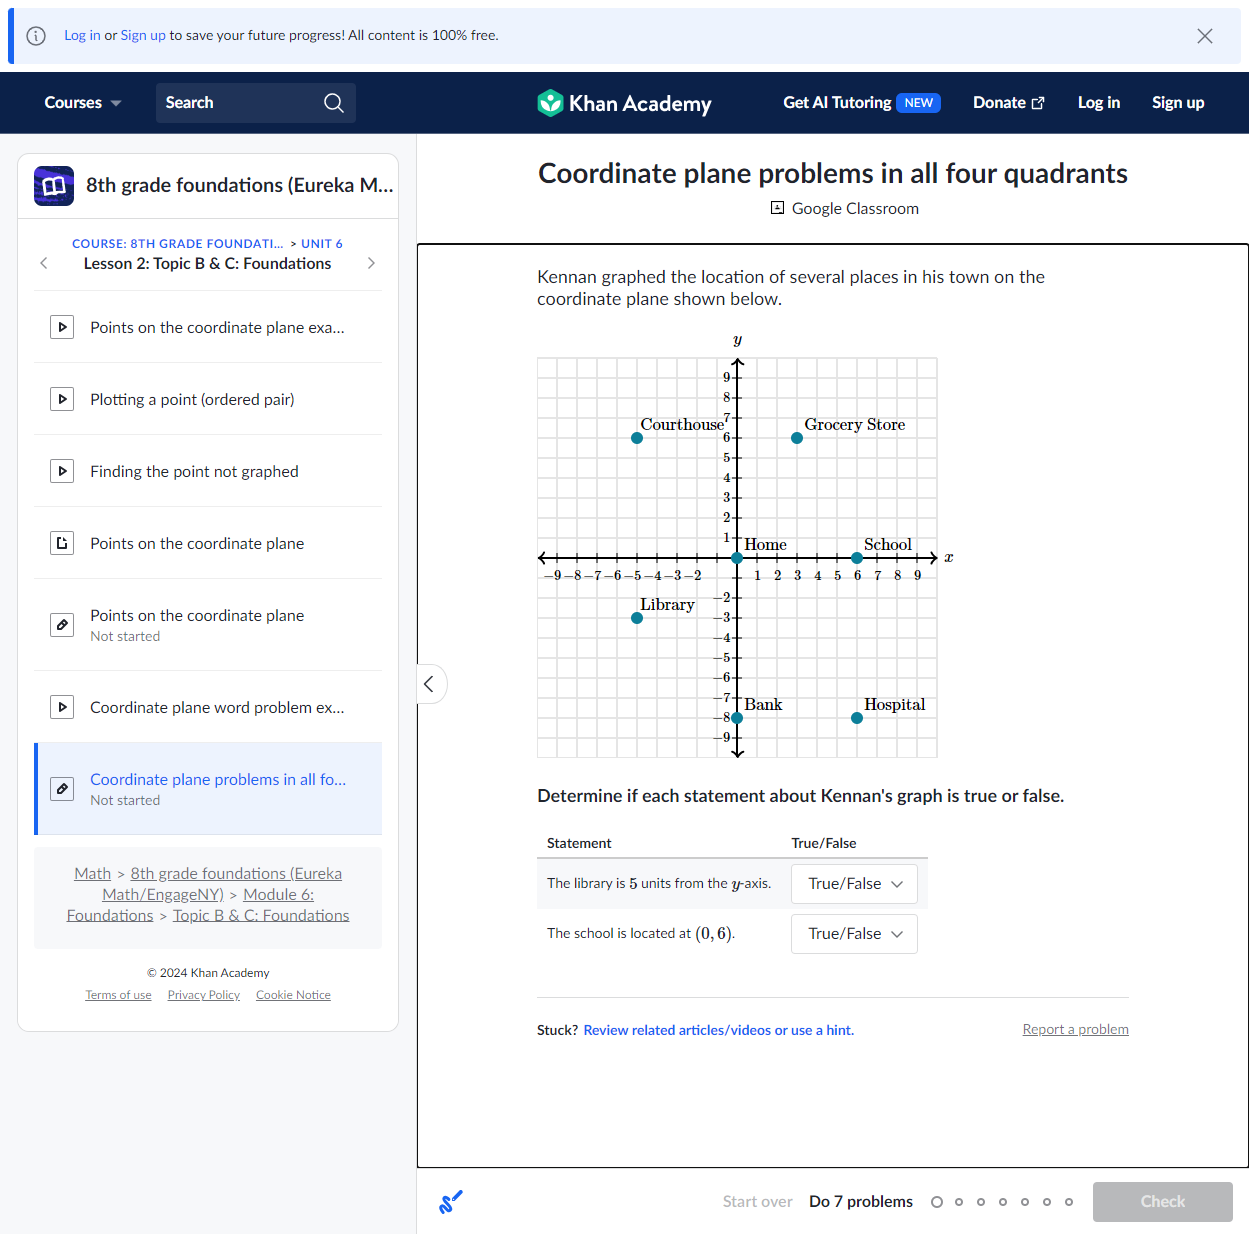 Log in or Sign up to save your future progress! All content is 100% free.
Courses
Search
Khan Academy
Get AI Tutoring NEW
Donate
Log in
Sign up
8th grade foundations (Eureka M...
COURSE: 8TH GRADE FOUNDATI... > UNIT 6
Lesson 2: Topic B & C: Foundations
Points on the coordinate plane exa...
Plotting a point (ordered pair)
Finding the point not graphed
Points on the coordinate plane
Points on the coordinate plane
Not started
Coordinate plane word problem ex...
Coordinate plane problems in all fo...
Not started
Math > 8th grade foundations (Eureka
Math/EngageNY) > Module 6:
Foundations > Topic B & C: Foundations
© 2024 Khan Academy
Terms of use Privacy Policy Cookie Notice
Coordinate plane problems in all four quadrants
Google Classroom
Kennan graphed the location of several places in his town on the
coordinate plane shown below.
y
9
8
7
Courthouse
Grocery Store
6
5
4
3
2
1
Home
School
x
−9 −8 −7 −6 −5 −4 −3 −2 1 2 3 4 5 6 7 8 9
−2
Library
−3
−4
−5
−6
−7
Bank
Hospital
−8
−9
Determine if each statement about Kennan's graph is true or false.
Statement True/False
The library is 5 units from the y-axis. True/False
The school is located at (0, 6). True/False
Stuck? Review related articles/videos or use a hint.
Report a problem
Start over
Do 7 problems
Check